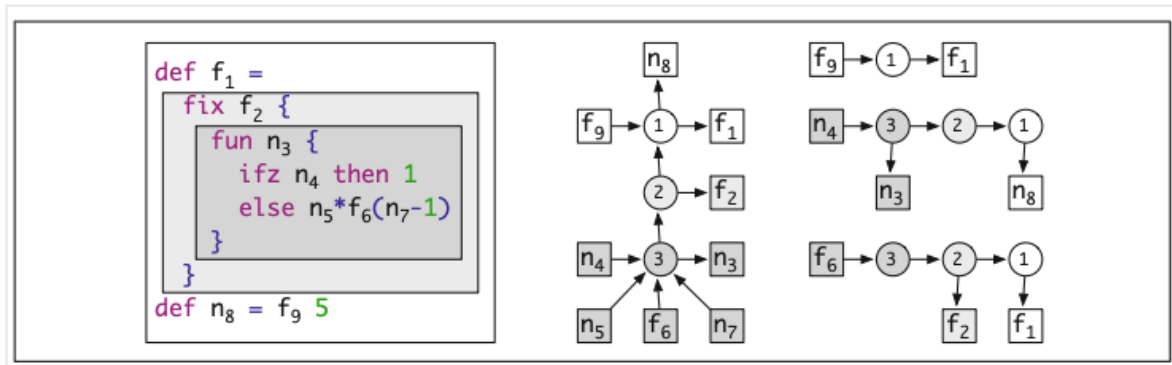 def f₁ =
fix f₂ {
fun n₃ {
ifz n₄ then 1
else n₅*f₆(n₇-1)
}
}
def n₈ = f₉ 5
n₈
f₉ 1 f₁
2 f₂
n₄ 3 n₃
n₅ f₆ n₇
f₉ 1 f₁
n₄ 3 2 1
n₃ n₈
f₆ 3 2 1
f₂ f₁